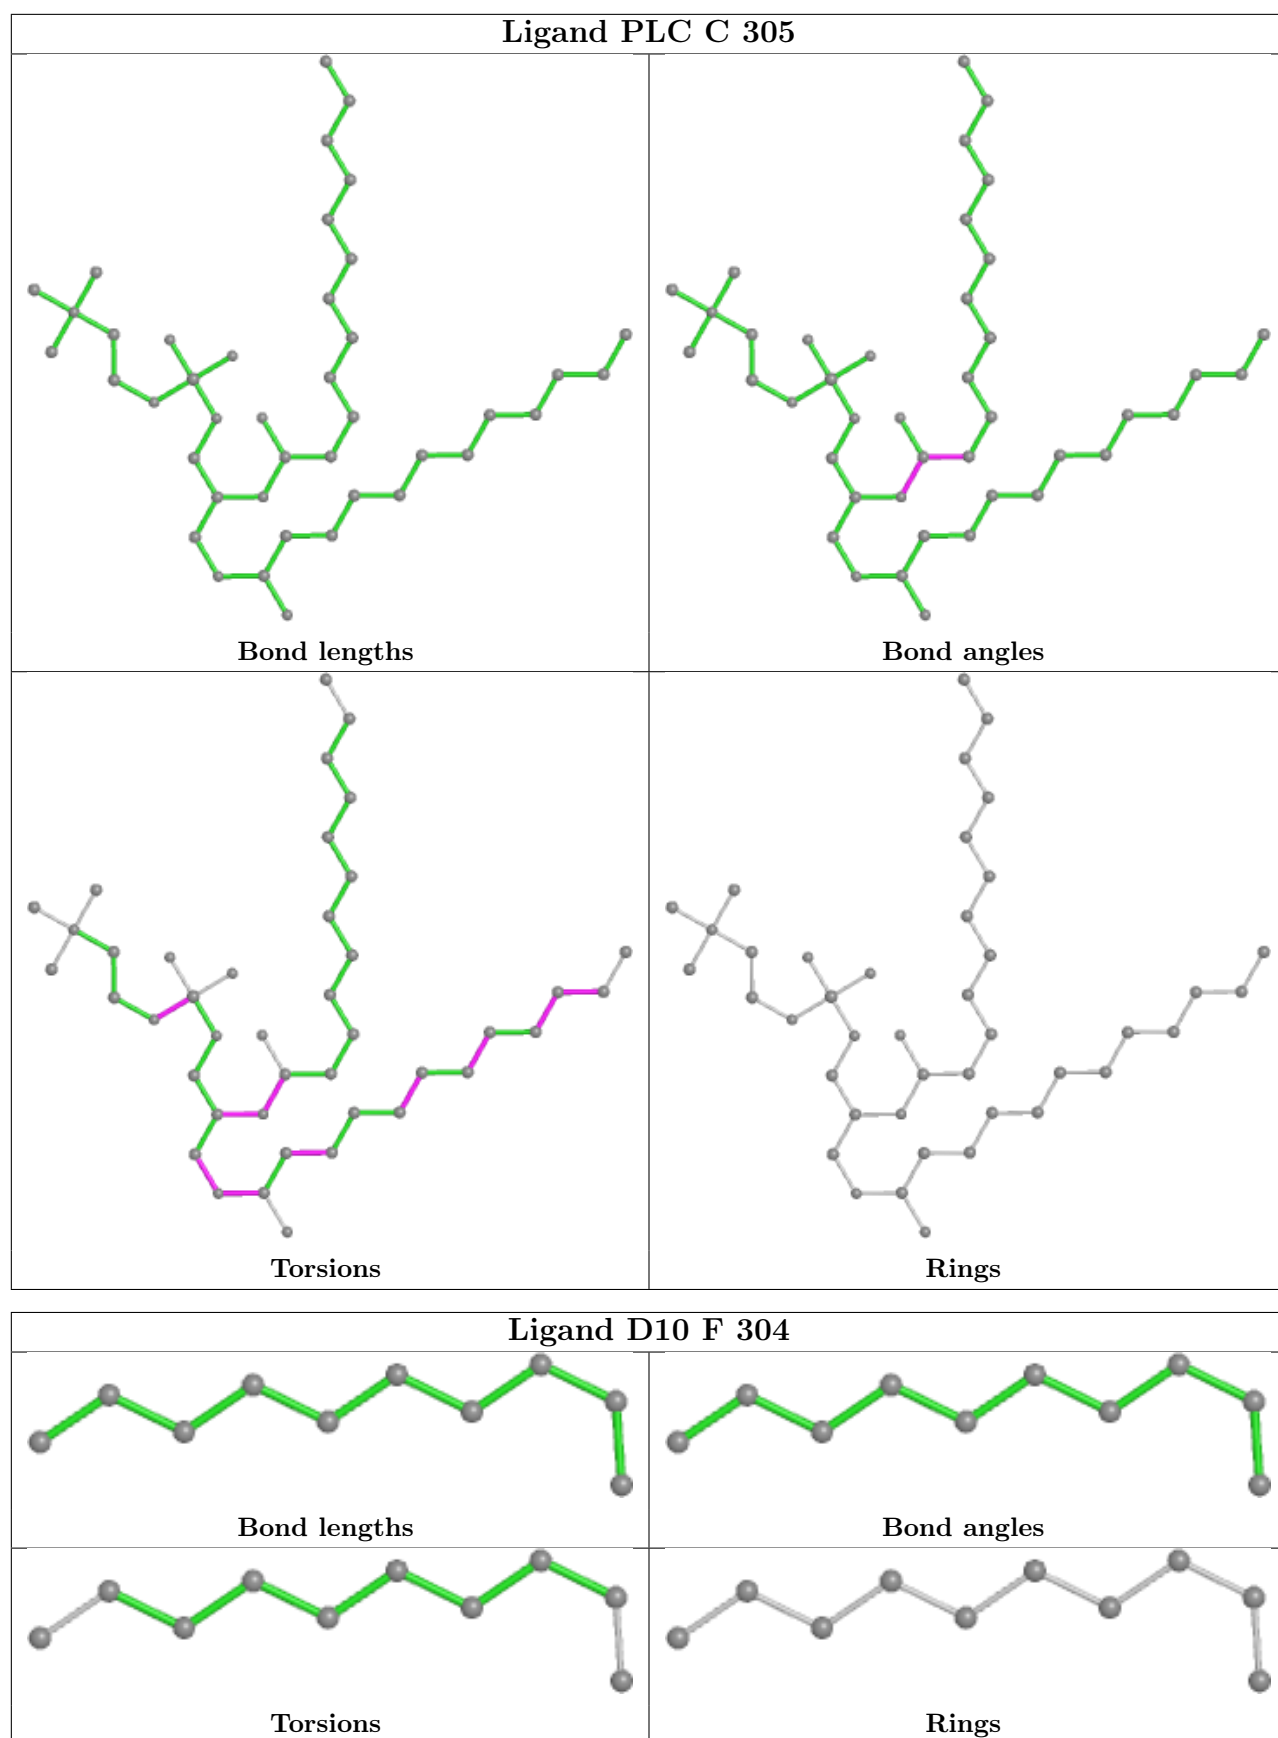 Ligand PLC C 305
Bond lengths
Bond angles
Torsions
Rings
Ligand D10 F 304
Bond lengths
Bond angles
Torsions
Rings